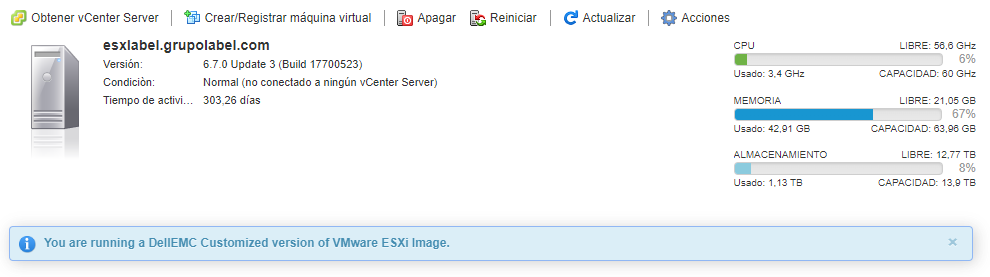 Obtener vCenter Server | Crear/Registrar máquina virtual | Apagar Reiniciar | Actualizar | Acciones
esxlabel.grupolabel.com
Versión: 6.7.0 Update 3 (Build 17700523)
Condiciòn: Normal (no conectado a ningún vCenter Server)
Tiempo de activi... 303,26 días
CPU LIBRE: 56,6 GHz
6%
Usado: 3,4 GHz CAPACIDAD: 60 GHz
MEMORIA LIBRE: 21,05 GB
67%
Usado: 42,91 GB CAPACIDAD: 63,96 GB
ALMACENAMIENTO LIBRE: 12,77 TB
8%
Usado: 1,13 TB CAPACIDAD: 13,9 TB
You are running a DellEMC Customized version of VMware ESXi Image. ×